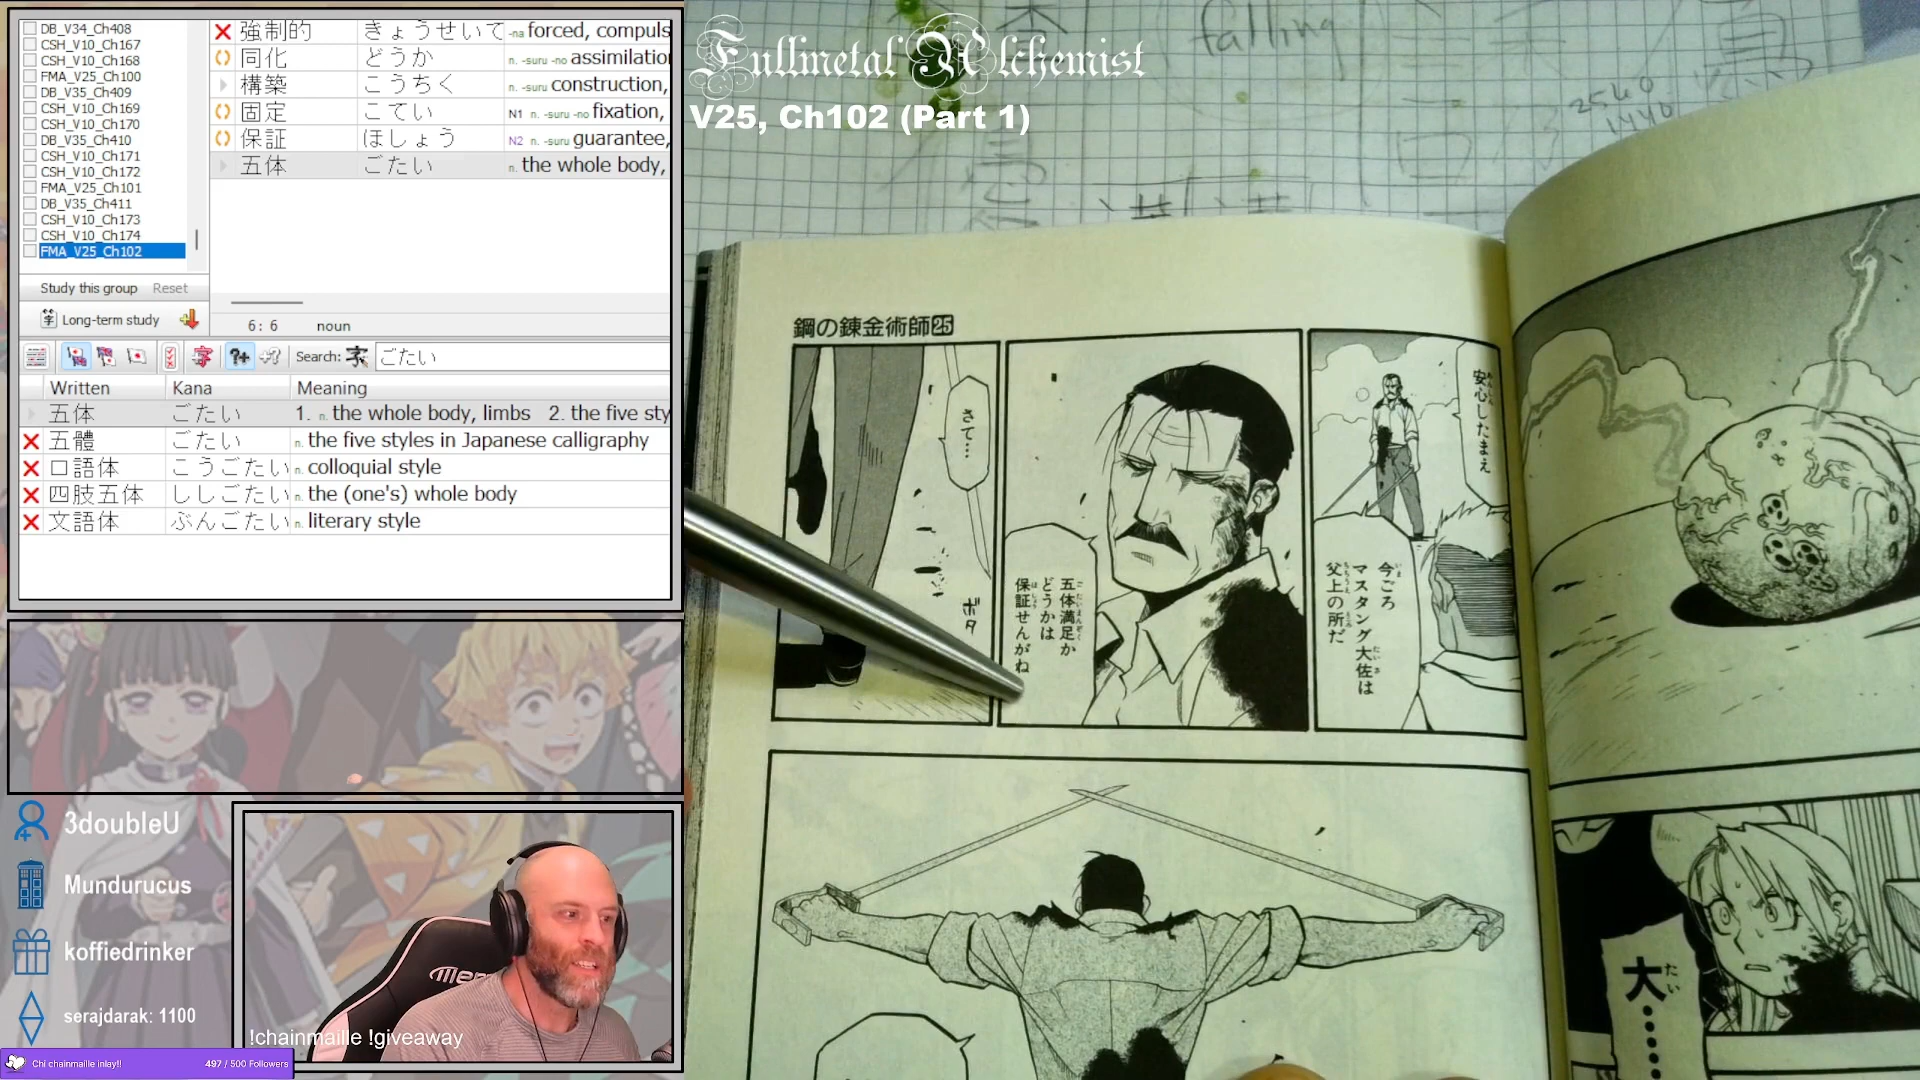 DB_V34_Ch408
CSH_V10_Ch167
CSH_V10_Ch168
FMA_V25_Ch100
DB_V35_Ch409
CSH_V10_Ch169
CSH_V10_Ch170
DB_V35_Ch410
CSH_V10_Ch171
CSH_V10_Ch172
FMA_V25_Ch101
DB_V35_Ch411
CSH_V10_Ch173
CSH_V10_Ch174
FMA_V25_Ch102
Study this group Reset
Long-term study
強制的 きょうせいて -na forced, compuls
同化 どうか n. -suru -no assimilation
構築 こうちく n. -suru construction,
固定 こてい N1 n. -suru -no fixation,
保証 ほしょう N2 n. -suru guarantee,
五体 ごたい n. the whole body,
6: 6 noun
Search: ごたい
Written Kana Meaning
五体 ごたい 1. n. the whole body, limbs 2. the five sty
五體 ごたい n. the five styles in Japanese calligraphy
口語体 こうごたい n. colloquial style
四肢五体 ししごたい n. the (one's) whole body
文語体 ぶんごたい n. literary style
3doubleU
Mundurucus
koffiedrinker
serajdarak: 1100
Chi chainmaille inlay!! 497 / 500 Followers
!chainmaille !giveaway
Fullmetal Alchemist
V25, Ch102 (Part 1)
falling
2540
1440
鋼の錬金術師25
安心したまえ
今ごろ
マスタング大佐は
父上の所だ
五体満足か
どうかは
保証せんがね
さて…
ボタ
大……